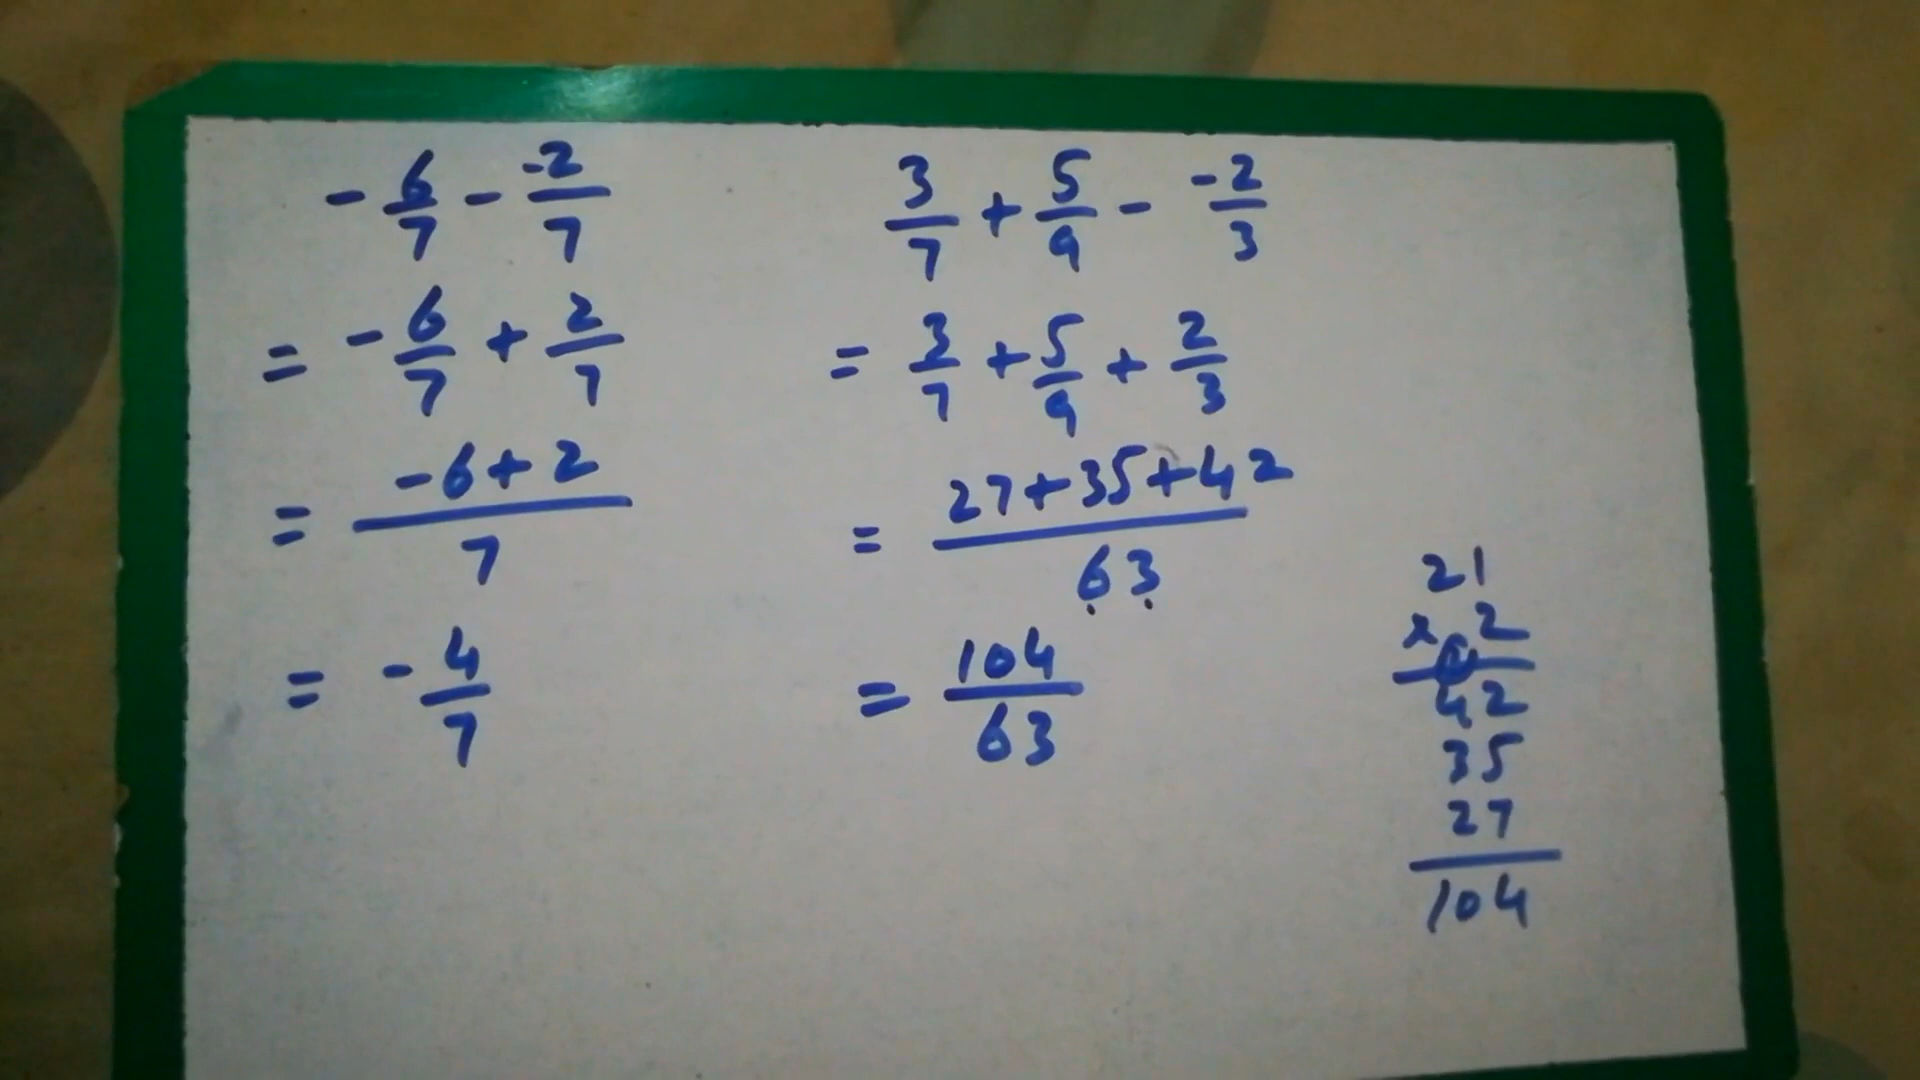 -6/7 - -2/7
= -6/7 + 2/7
= -6+2/7
= -4/7
3/7 + 5/9 - -2/3
= 3/7 + 5/9 + 2/3
= 27+35+42/63
= 104/63
21
x 2
42
35
27
104